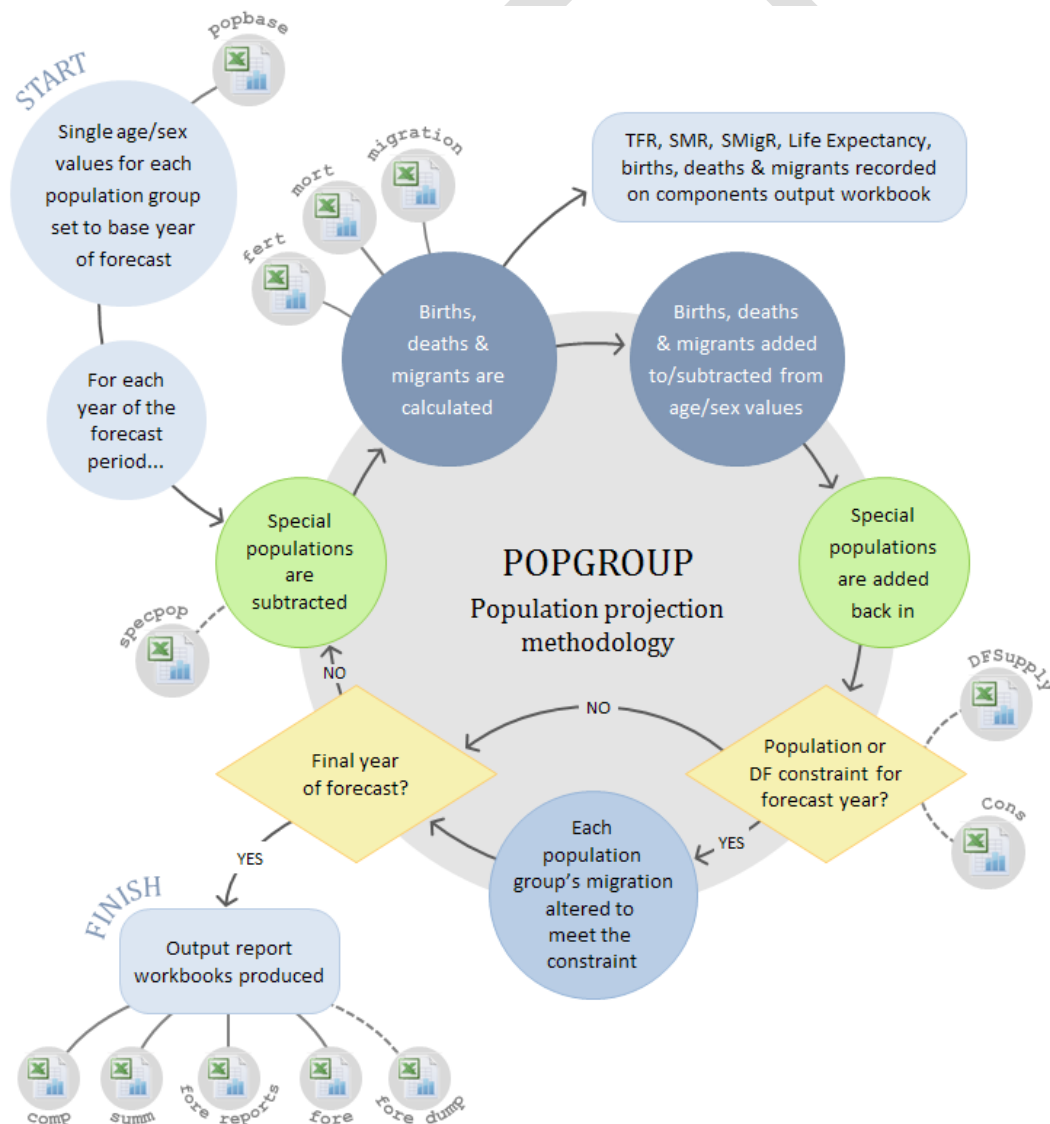 START
popbase
Single age/sex
values for each
population group
set to base year
of forecast
For each
year of the
forecast
period...
fert
mort
migration
Births,
deaths &
migrants are
calculated
TFR, SMR, SMigR, Life Expectancy,
births, deaths & migrants recorded
on components output workbook
Births, deaths
& migrants added
to/subtracted from
age/sex values
Special
populations
are
subtracted
specpop
POPGROUP
Population projection
methodology
Special
populations
are added
back in
DFSupply
Cons
Population or
DF constraint for
forecast year?
NO
YES
Each
population
group's migration
altered to
meet the
constraint
Final year
of forecast?
NO
YES
FINISH
Output report
workbooks produced
comp
summ
fore reports
fore
fore dump